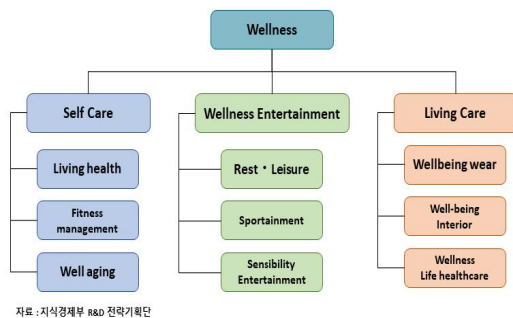 Wellness
Self Care
Wellness Entertainment
Living Care
Living health
Rest · Leisure
Wellbeing wear
Fitness
management
Sportainment
Well-being
Interior
Well aging
Sensibility
Entertainment
Wellness
Life healthcare
자료 : 지식경제부 R&D 전략기획단